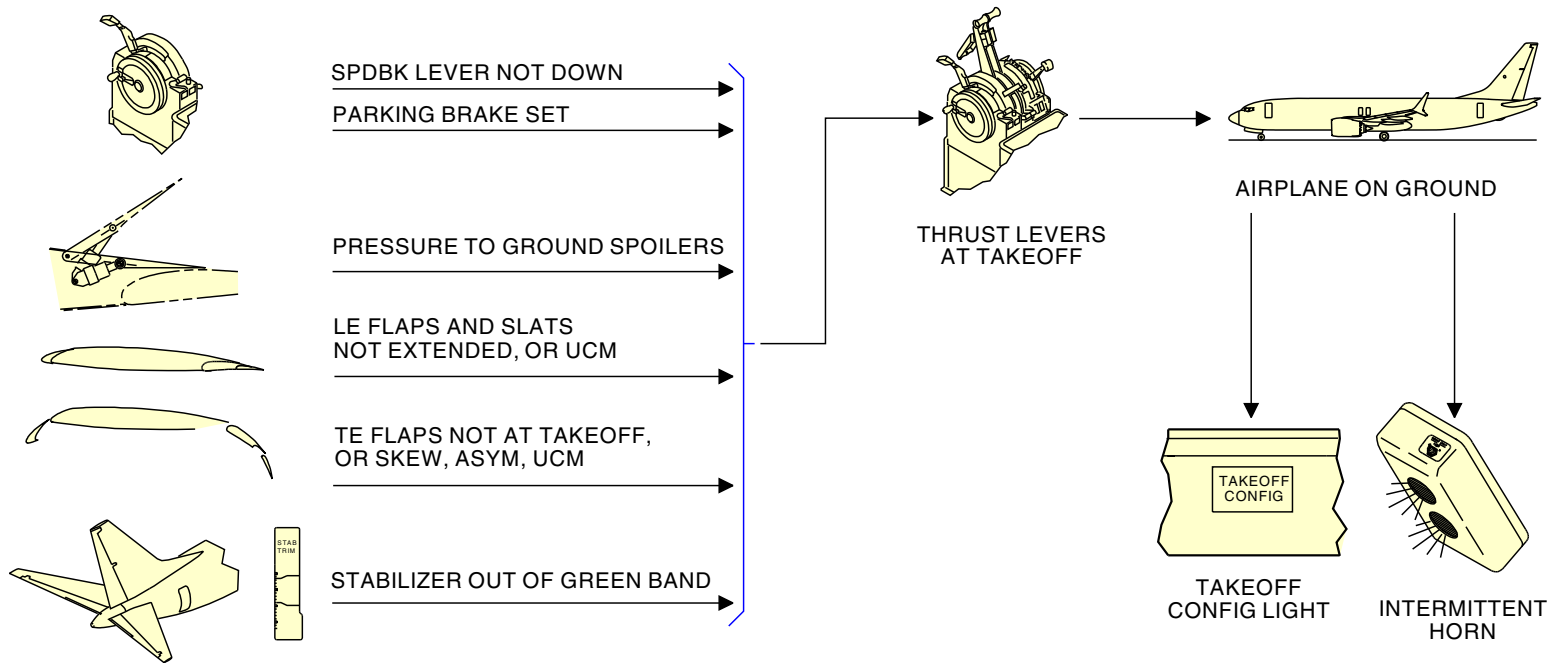 SPDBK LEVER NOT DOWN
PARKING BRAKE SET
PRESSURE TO GROUND SPOILERS
LE FLAPS AND SLATS
NOT EXTENDED, OR UCM
TE FLAPS NOT AT TAKEOFF,
OR SKEW, ASYM, UCM
STAB
TRIM
STABILIZER OUT OF GREEN BAND
THRUST LEVERS
AT TAKEOFF
AIRPLANE ON GROUND
TAKEOFF
CONFIG
TAKEOFF
CONFIG LIGHT
INTERMITTENT
HORN